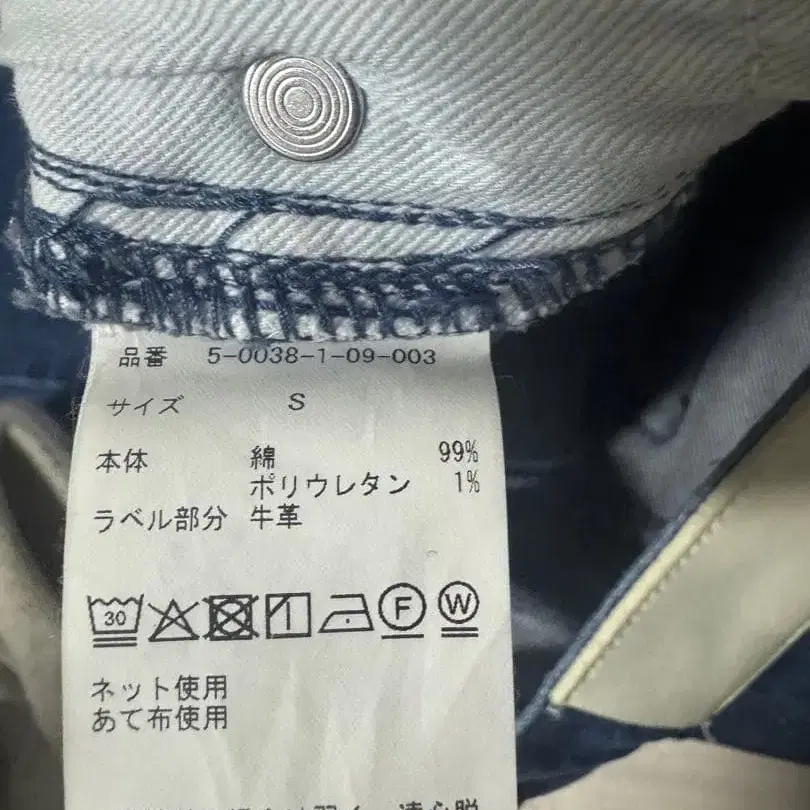 品番 5-0038-1-09-003
サイズ S
本体 綿 99%
ポリウレタン 1%
ラベル部分 牛革
30 F W
ネット使用
あて布使用